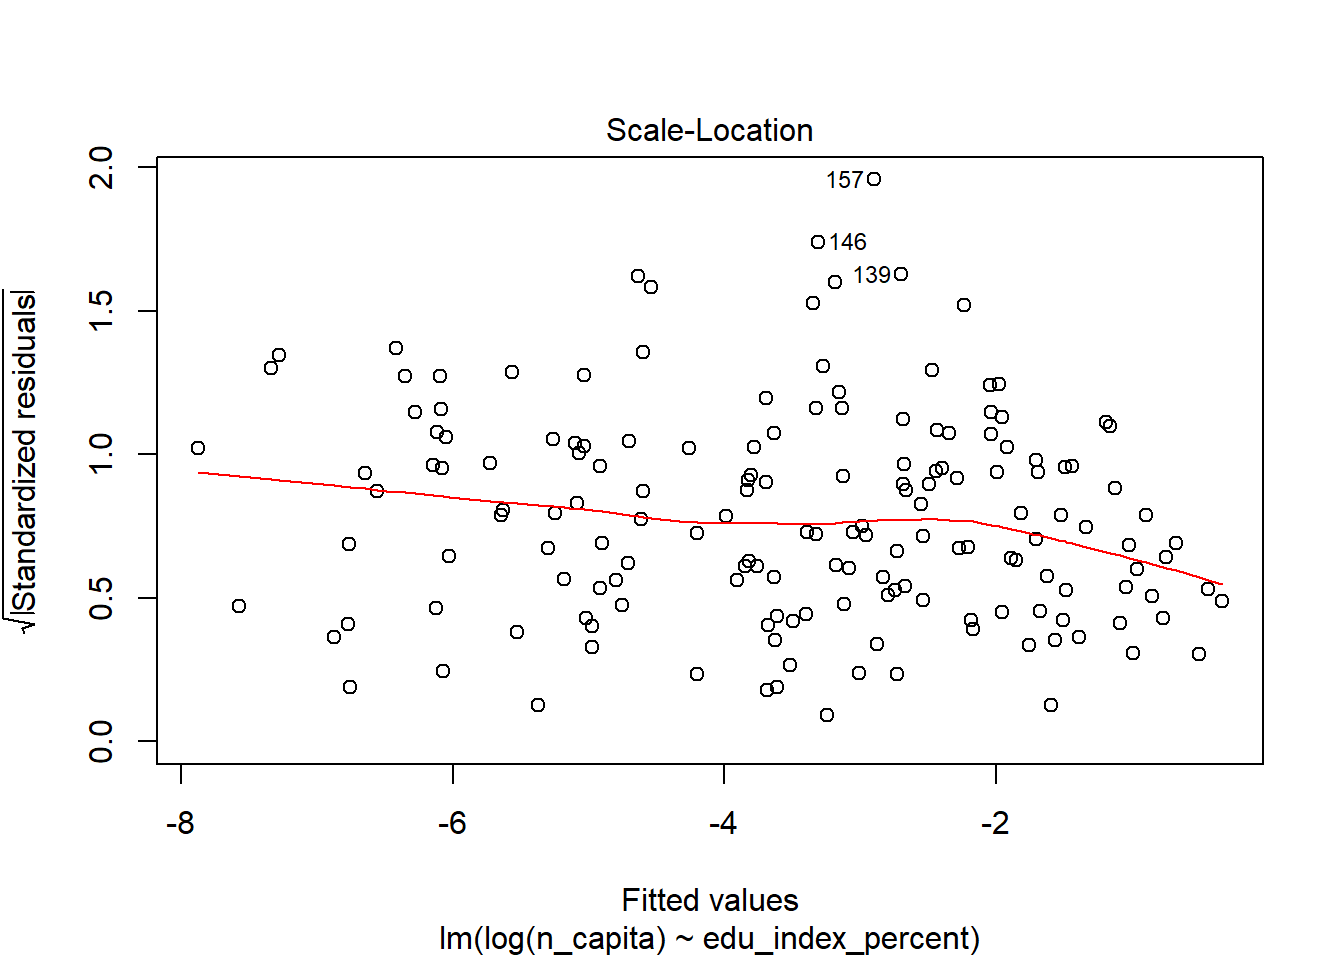 Scale-Location
2.0
1.5
1.0
0.5
0.0
√|Standardized residuals|
157
146
139
-8 -6 -4 -2
Fitted values
lm(log(n_capita) ~ edu_index_percent)